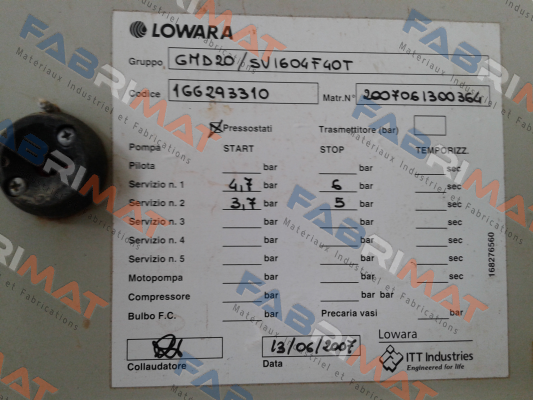 LOWARA
Gruppo GMD20/SV1604F40T
Codice 166293310 Matr.N° 2007061300364
Pressostati Trasmettitore (bar)
Pompa START STOP TEMPORIZZ.
Pilota bar bar sec
Servizio n. 1 4,7 bar 6 bar sec
Servizio n. 2 3,7 bar 5 bar sec
Servizio n. 3 bar bar sec
Servizio n. 4 bar bar sec
Servizio n. 5 bar bar sec
Motopompa bar bar sec
Compressore bar bar bar
Bulbo F.C. bar Precaria vasi bar
13/06/2007
Collaudatore Data
Lowara
ITT Industries
Engineered for life
168276560
FABRIMAT
Materiaux Industriel et Fabrications